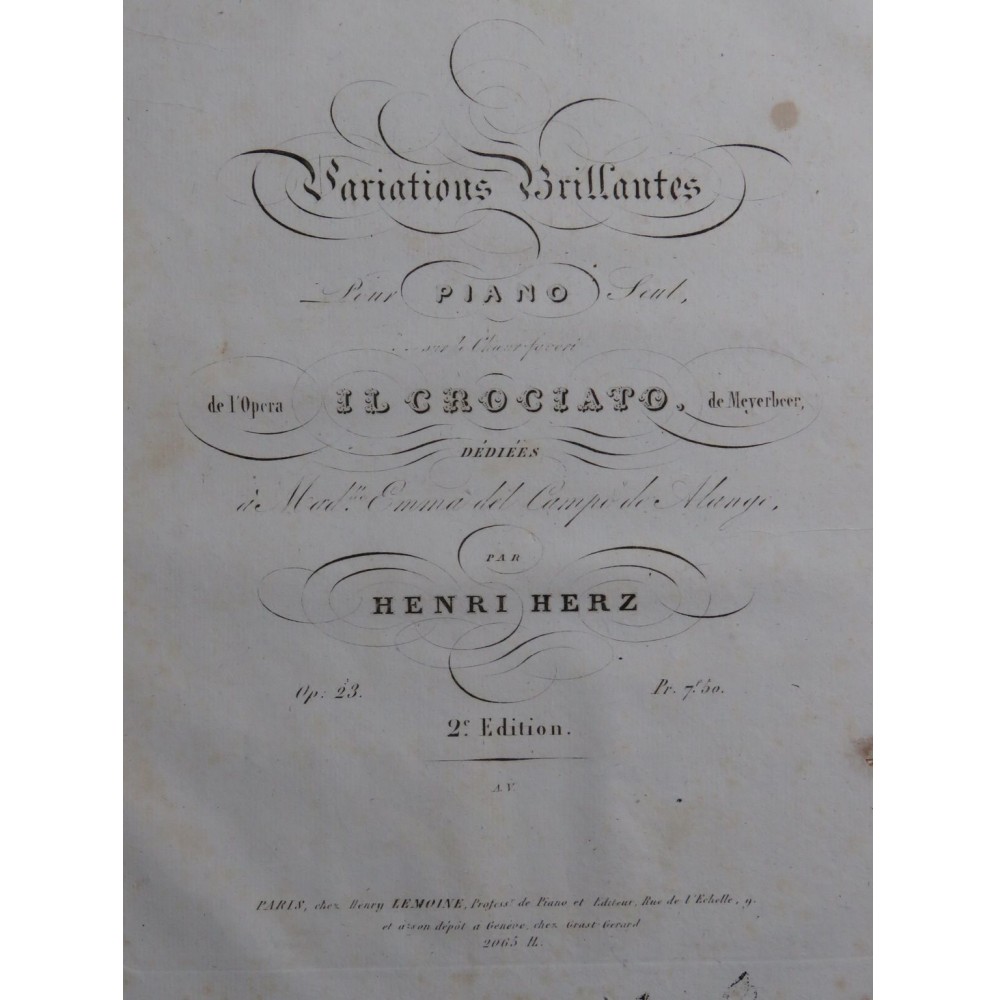 Variations Brillantes
Pour PIANO Seul,
sur le Chœur favori
de l'Opera IL CROCIATO, de Meyerbeer,
DÉDIÉES
à Mad.me Emma del Campo de Alange,
PAR
HENRI HERZ
Op: 23. Pr. 7f 50.
2e Edition.
A.V.
PARIS, chez Henry LEMOINE, Profess.r de Piano et Editeur, Rue de l'Echelle, 9.
et à son dépôt a Genève, chez Grast-Gerard
2065 H.